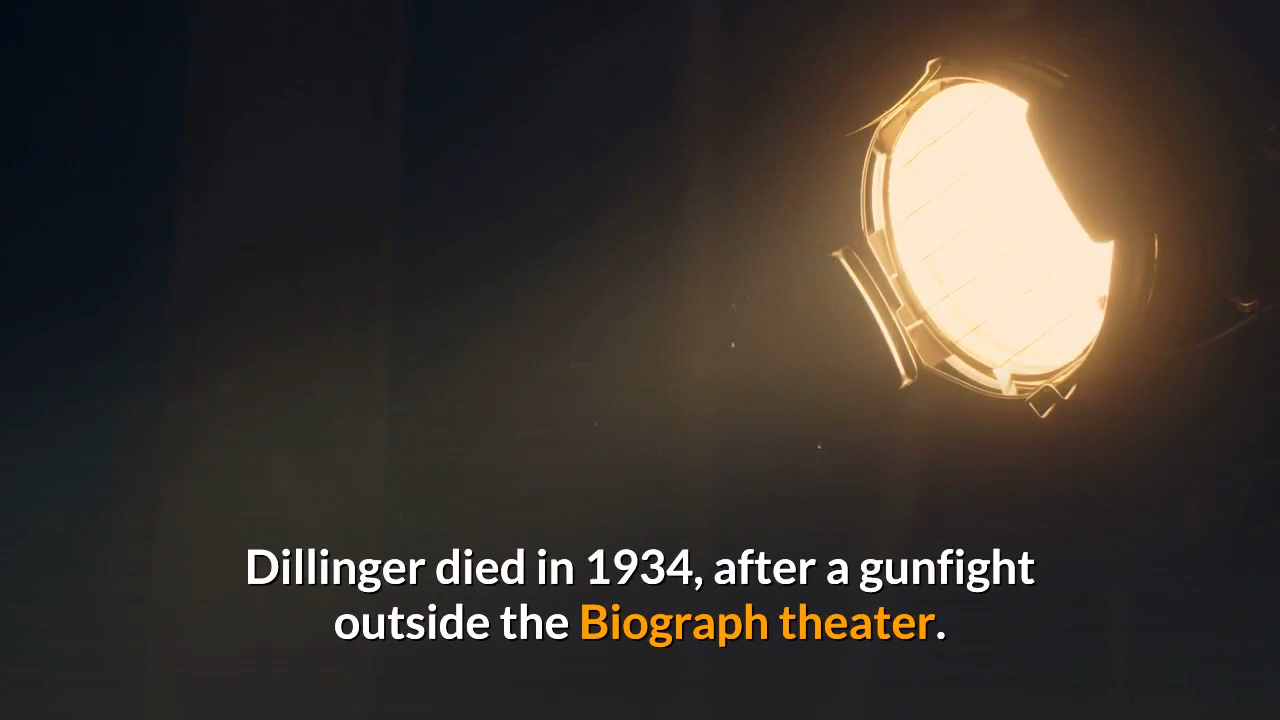 Dillinger died in 1934, after a gunfight
outside the Biograph theater.